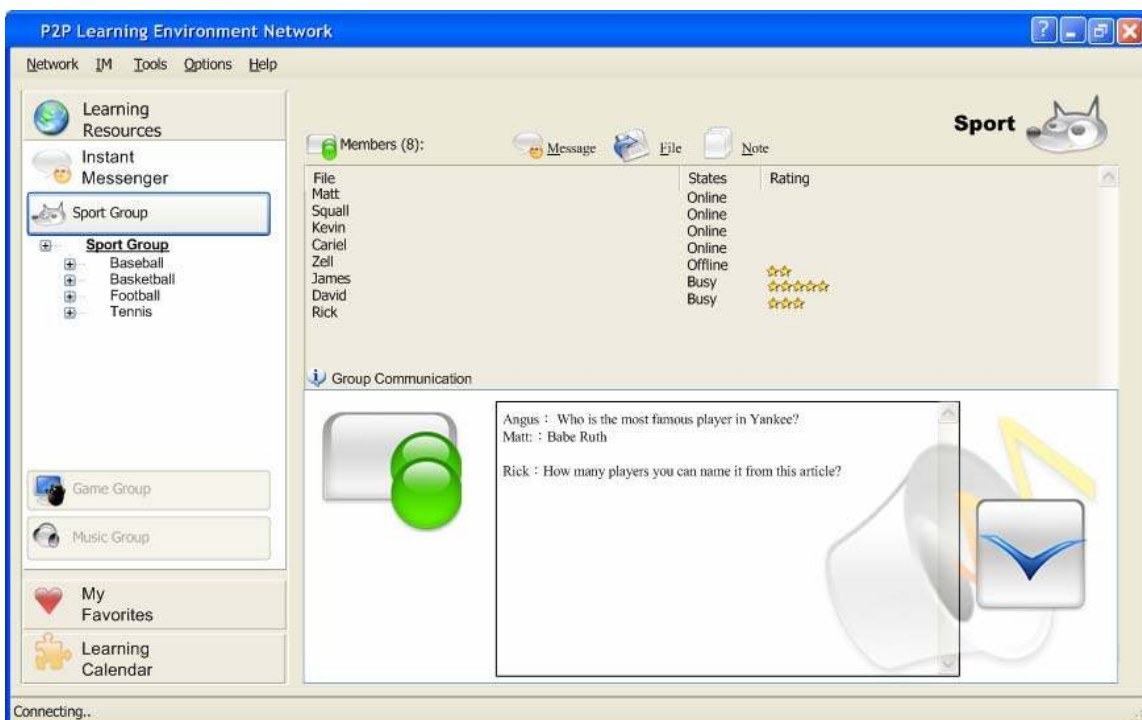 P2P Learning Environment Network
Network IM Tools Options Help
Learning
Resources
Instant
Messenger
Sport Group
Sport Group
Baseball
Basketball
Football
Tennis
Game Group
Music Group
My
Favorites
Learning
Calendar
Members (8):
Message File Note
Sport
File States Rating
Matt Online
Squall Online
Kevin Online
Cariel Online
Zell Offline
James Busy
David Busy
Rick
Group Communication
Angus : Who is the most famous player in Yankee?
Matt: : Babe Ruth
Rick : How many players you can name it from this article?
Connecting..